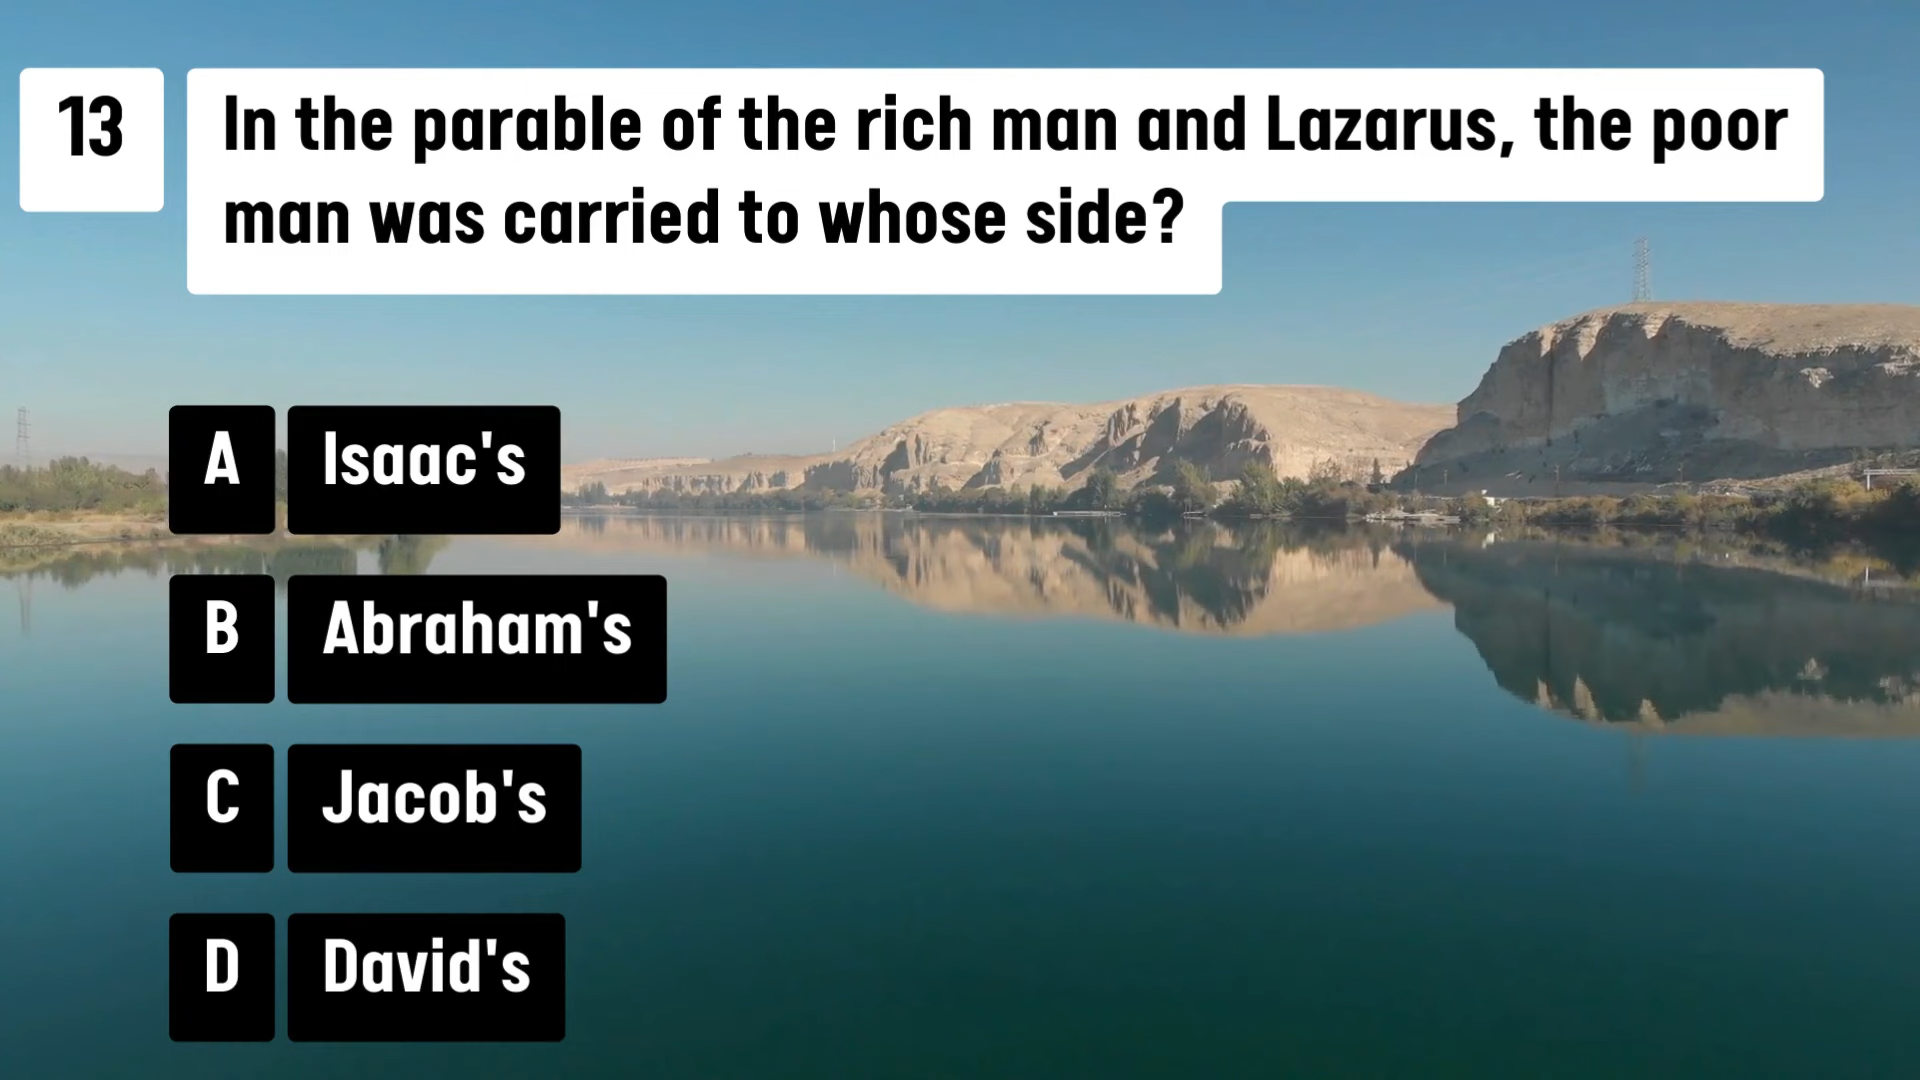 13
In the parable of the rich man and Lazarus, the poor
man was carried to whose side?
A Isaac's
B Abraham's
C Jacob's
D David's